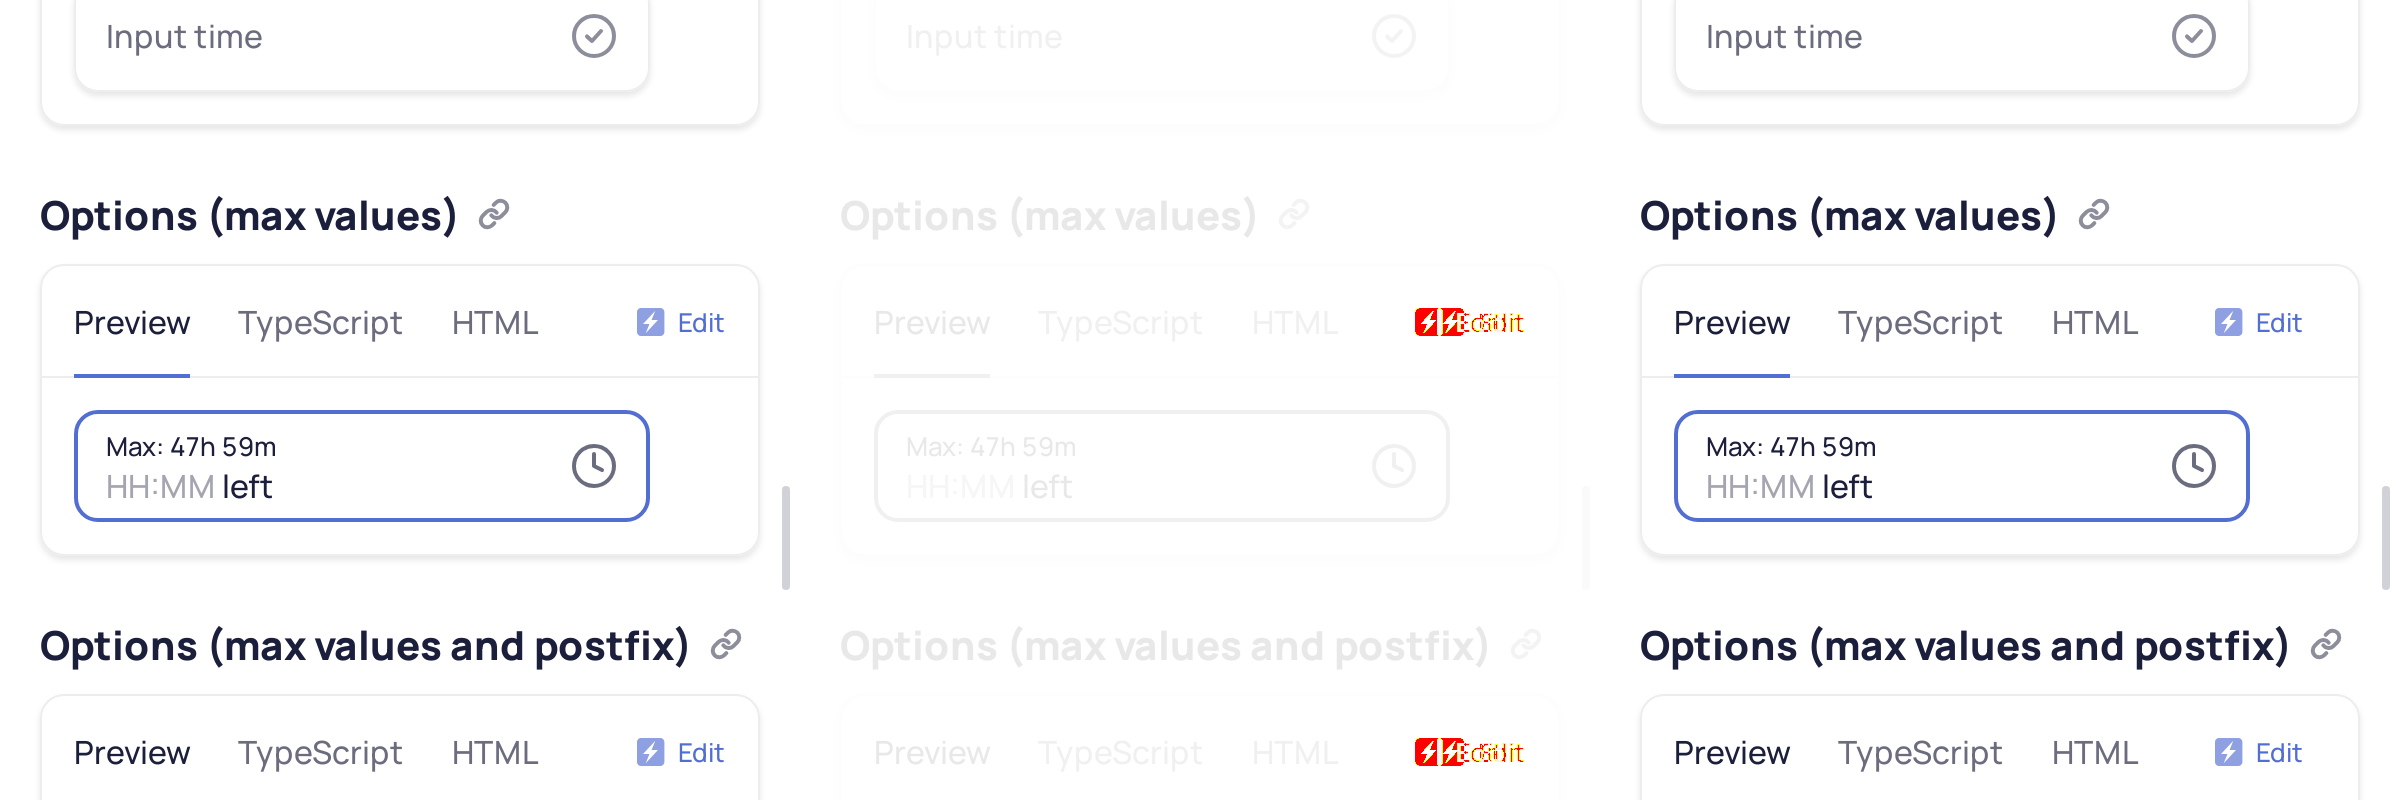 Input time
Options (max values)
Preview TypeScript HTML Edit
Max: 47h 59m
HH:MM left
Options (max values and postfix)
Preview TypeScript HTML Edit
Input time
Options (max values)
Preview TypeScript HTML
Max: 47h 59m
HH:MM left
Options (max values and postfix)
Preview TypeScript HTML
Input time
Options (max values)
Preview TypeScript HTML Edit
Max: 47h 59m
HH:MM left
Options (max values and postfix)
Preview TypeScript HTML Edit